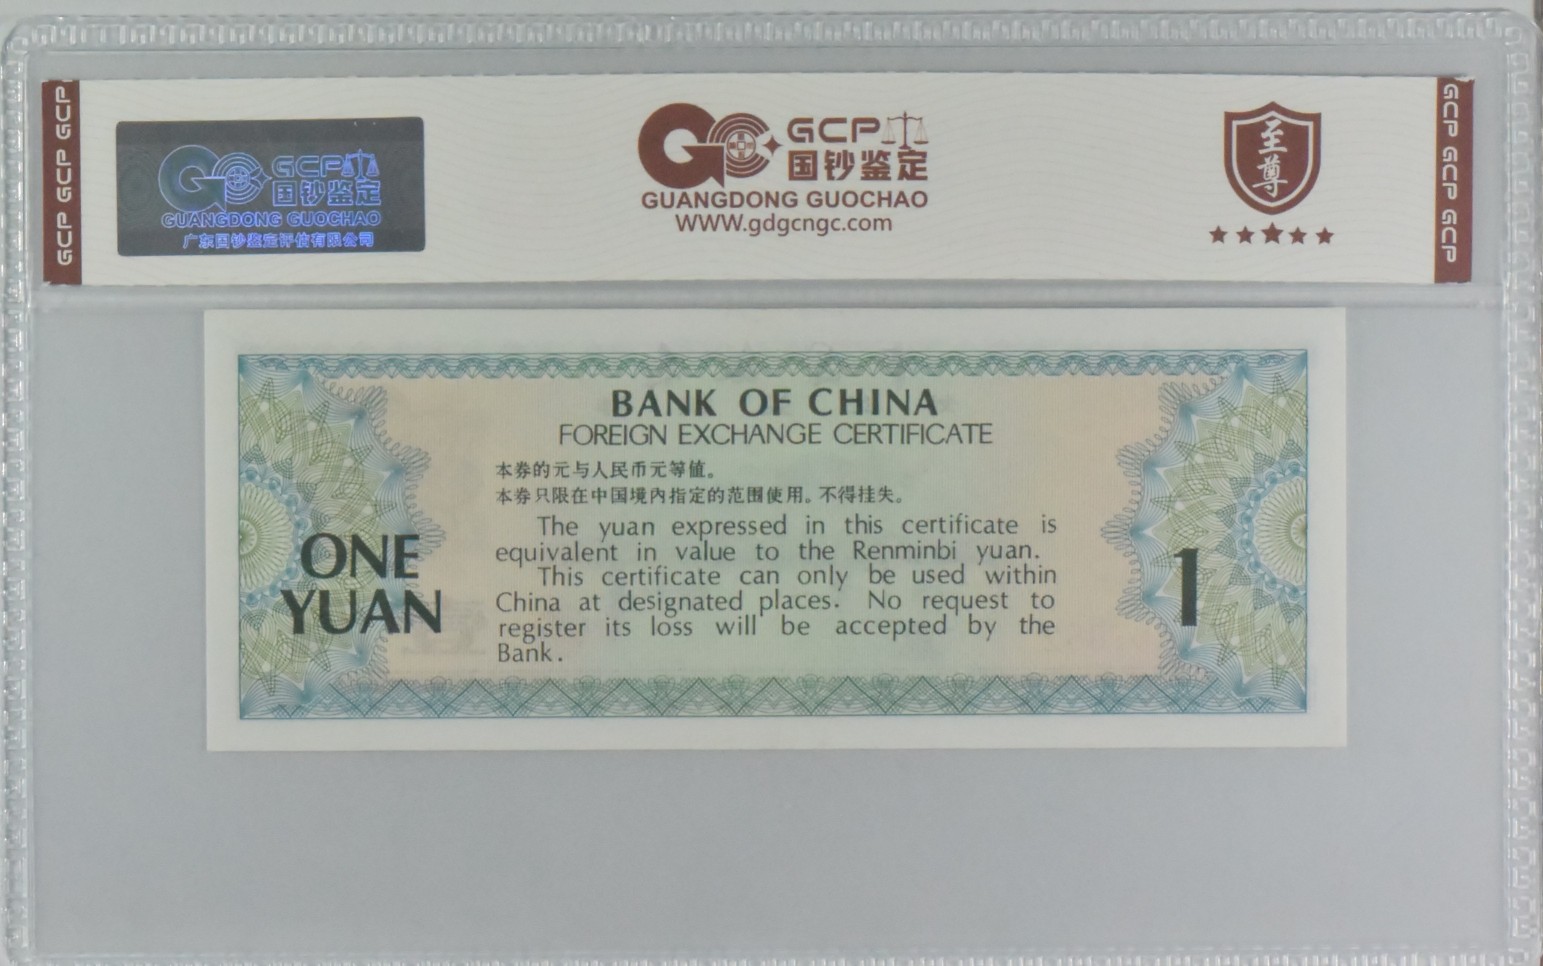 GCP GCP GCP
GCP
国钞鉴定
GUANGDONG GUOCHAO
广东国钞鉴定评估有限公司
GCP
国钞鉴定
GUANGDONG GUOCHAO
WWW.gdgcngc.com
至尊
GCP GCP GCP
BANK OF CHINA
FOREIGN EXCHANGE CERTIFICATE
本券的元与人民币元等值。
本券只限在中国境内指定的范围使用。不得挂失。
The yuan expressed in this certificate is
equivalent in value to the Renminbi yuan.
This certificate can only be used within
China at designated places. No request to
register its loss will be accepted by the
Bank.
ONE
YUAN
1